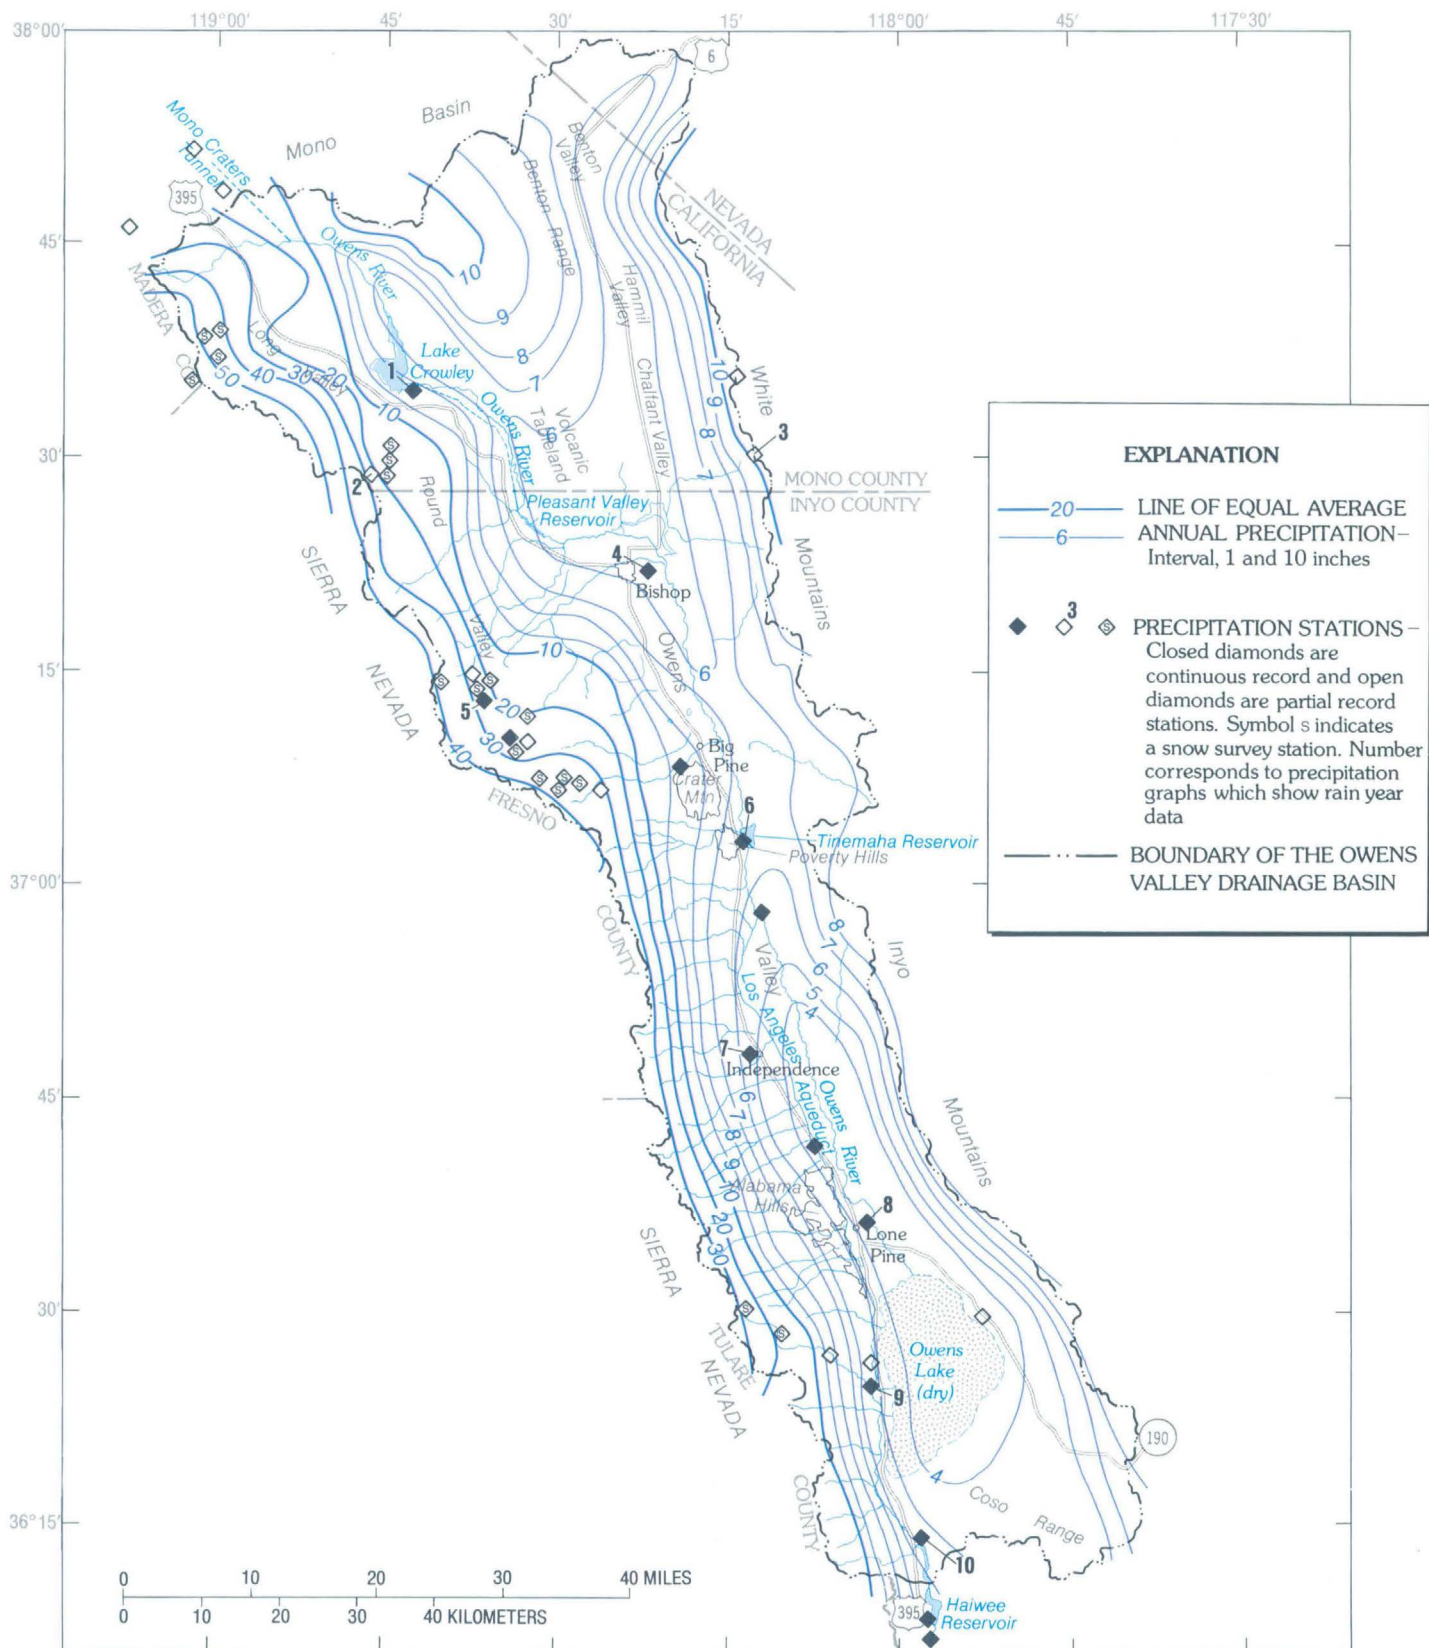 119°00'
45'
30'
15'
118°00'
45'
117°30'
38°00'
6
Mono Craters
Tunnel
Mono
Basin
Benton
Valley
Benton Range
395
NEVADA
CALIFORNIA
45'
Owens River
10
Hammil
Valley
MADERA
CO
9
8
7
Long
Valley
Lake
Crowley
1
50
40
30
20
10
Owens River
Volcanic
Tableland
6
Chalfant Valley
10
9
8
7
White
3
30'
2
Round
MONO COUNTY
INYO COUNTY
Pleasant Valley
Reservoir
4
Bishop
Mountains
SIERRA
Valley
10
Owens
6
15'
NEVADA
5
20
30
40
Big
Pine
Crater
Mtn
FRESNO
6
Tinemaha Reservoir
Poverty Hills
37°00'
COUNTY
8
7
6
5
4
Inyo
Valley
Los Angeles
Aqueduct
7
Independence
Owens River
45'
6
7
8
9
10
20
30
Mountains
Alabama
Hills
8
Lone
Pine
SIERRA
30'
TULARE
NEVADA
Owens
Lake
(dry)
9
190
4
Coso
Range
COUNTY
36°15'
10
395
Haiwee
Reservoir
0 10 20 30 40 MILES
0 10 20 30 40 KILOMETERS
EXPLANATION
20 LINE OF EQUAL AVERAGE
6 ANNUAL PRECIPITATION–
Interval, 1 and 10 inches
3
S PRECIPITATION STATIONS –
Closed diamonds are
continuous record and open
diamonds are partial record
stations. Symbol s indicates
a snow survey station. Number
corresponds to precipitation
graphs which show rain year
data
BOUNDARY OF THE OWENS
VALLEY DRAINAGE BASIN